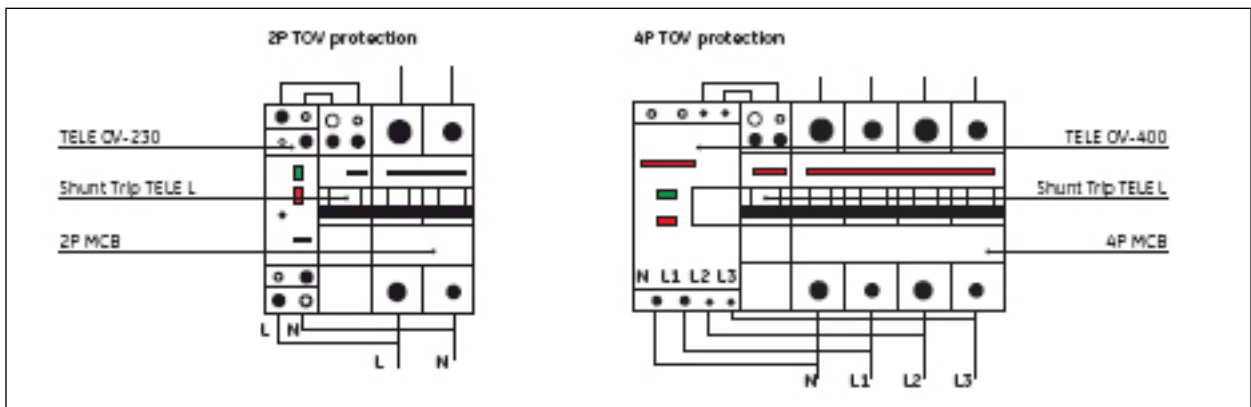 2P TOV protection
TELE OV-230
Shunt Trip TELE L
2P MCB
L N
L N
4P TOV protection
TELE OV-400
Shunt Trip TELE L
4P MCB
N L1 L2 L3
N L1 L2 L3